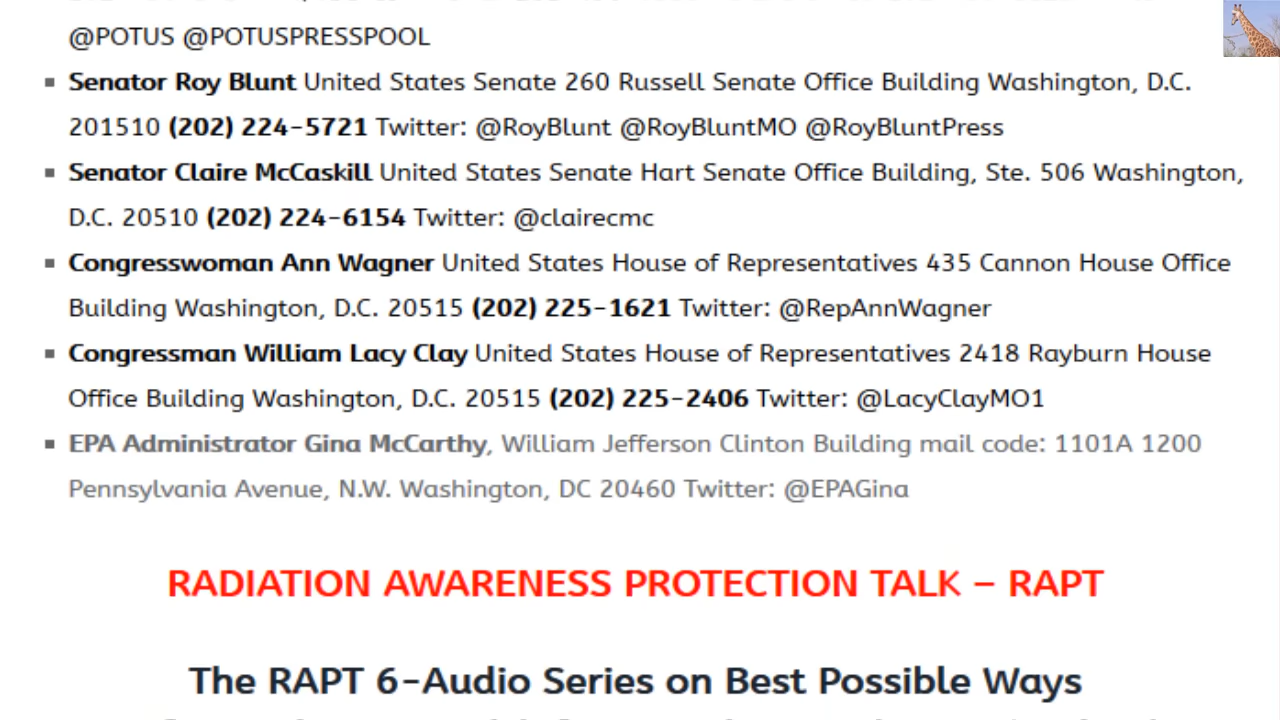 @POTUS @POTUSPRESSPOOL
Senator Roy Blunt United States Senate 260 Russell Senate Office Building Washington, D.C.
201510 (202) 224-5721 Twitter: @RoyBlunt @RoyBluntMO @RoyBluntPress
Senator Claire McCaskill United States Senate Hart Senate Office Building, Ste. 506 Washington,
D.C. 20510 (202) 224-6154 Twitter: @clairecmc
Congresswoman Ann Wagner United States House of Representatives 435 Cannon House Office
Building Washington, D.C. 20515 (202) 225-1621 Twitter: @RepAnnWagner
Congressman William Lacy Clay United States House of Representatives 2418 Rayburn House
Office Building Washington, D.C. 20515 (202) 225-2406 Twitter: @LacyClayMO1
EPA Administrator Gina McCarthy, William Jefferson Clinton Building mail code: 1101A 1200
Pennsylvania Avenue, N.W. Washington, DC 20460 Twitter: @EPAGina
RADIATION AWARENESS PROTECTION TALK – RAPT
The RAPT 6-Audio Series on Best Possible Ways